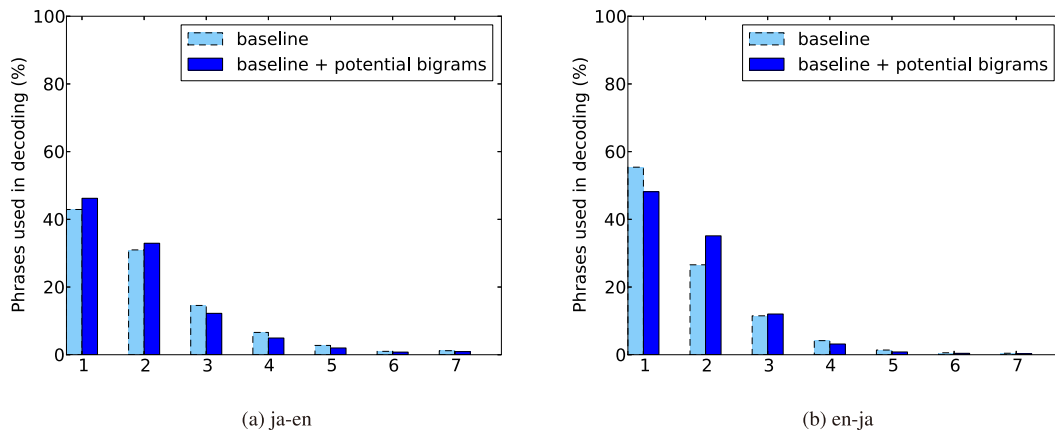 Phrases used in decoding (%)
100
80
60
40
20
0
baseline
baseline + potential bigrams
1 2 3 4 5 6 7
(a) ja-en
Phrases used in decoding (%)
100
80
60
40
20
0
baseline
baseline + potential bigrams
1 2 3 4 5 6 7
(b) en-ja